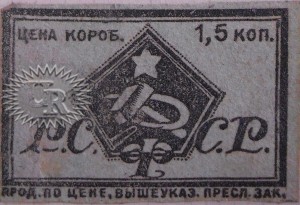 ЦЕНА КОРОБ. 1,5 КОП.
Р.С.Ф.С.Р.
ПРОД. ПО ЦЕНЕ, ВЫШЕУКАЗ. ПРЕСЛ. ЗАК.